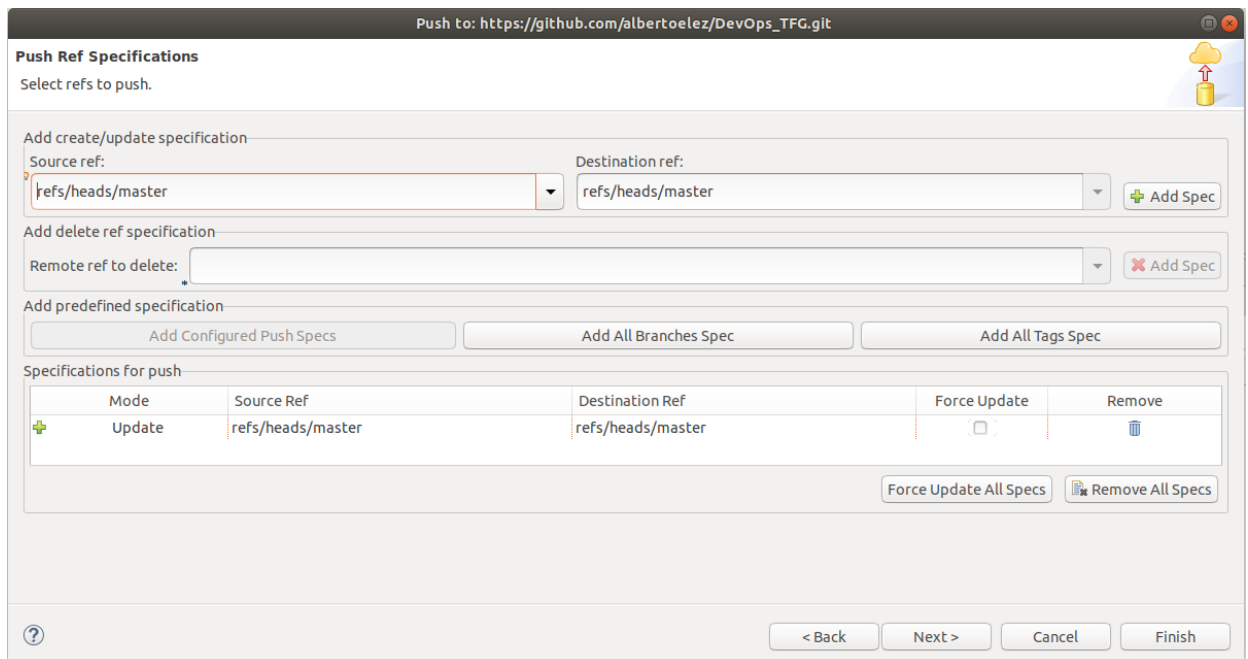 Push to: https://github.com/albertoelez/DevOps_TFG.git
Push Ref Specifications
Select refs to push.
Add create/update specification
Source ref: Destination ref:
refs/heads/master refs/heads/master Add Spec
Add delete ref specification
Remote ref to delete: Add Spec
Add predefined specification
Add Configured Push Specs Add All Branches Spec Add All Tags Spec
Specifications for push
Mode Source Ref Destination Ref Force Update Remove
Update refs/heads/master refs/heads/master
Force Update All Specs Remove All Specs
? < Back Next > Cancel Finish